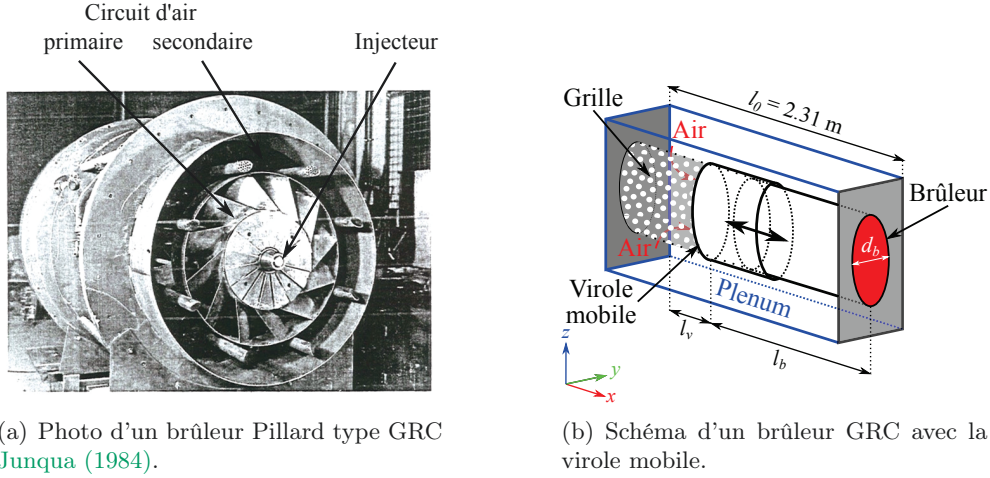 Circuit d'air
primaire secondaire Injecteur
Grille
l0 = 2.31 m
Air
Brûleur
db
Air
Virole
mobile
Plenum
lv
lb
z
y
x
(a) Photo d'un brûleur Pillard type GRC
Junqua (1984).
(b) Schéma d'un brûleur GRC avec la
virole mobile.